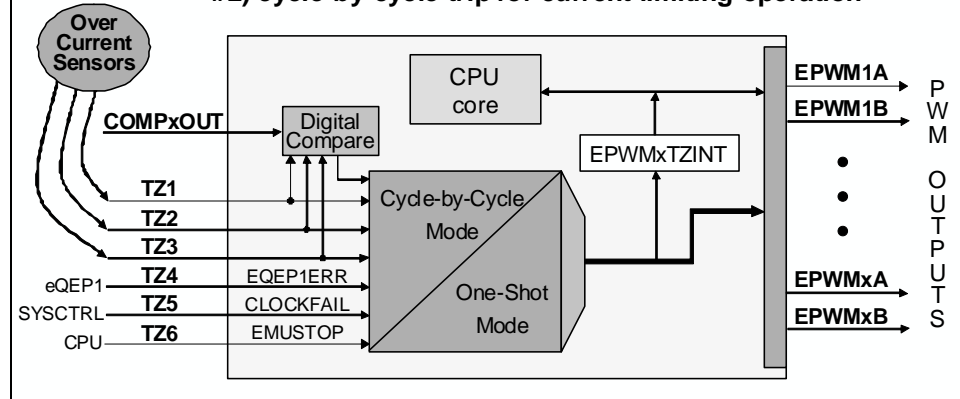 #2) cycle-by-cycle trip for current limiting operation
Over
Current
Sensors
CPU
core
EPWM1A
EPWM1B
COMPxOUT
Digital
Compare
EPWMxTZINT
TZ1
TZ2
TZ3
Cycle-by-Cycle
Mode
eQEP1
TZ4
EQEP1ERR
SYSCTRL
TZ5
CLOCKFAIL
CPU
TZ6
EMUSTOP
One-Shot
Mode
EPWMxA
EPWMxB
PWM OUTPUTS